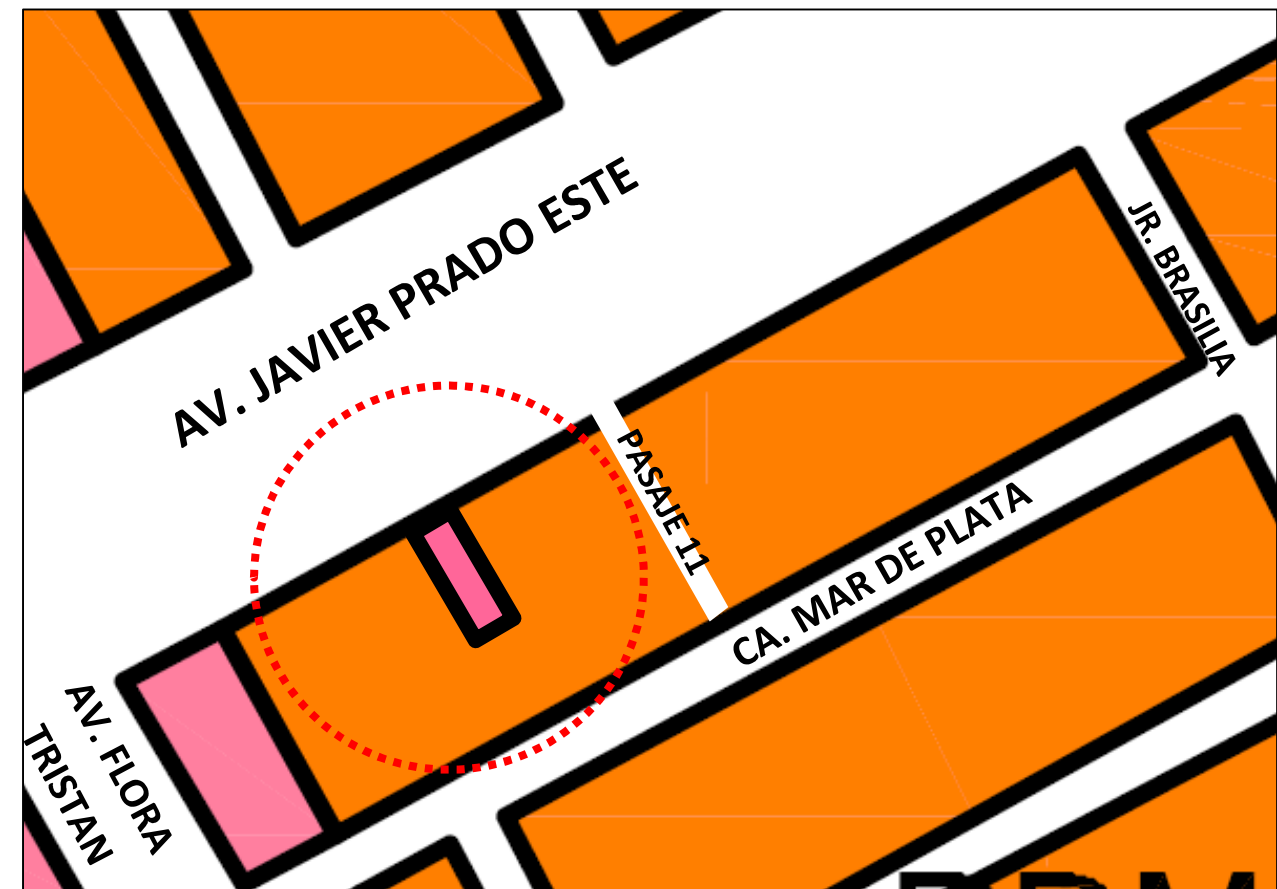 AV. JAVIER PRADO ESTE
JR. BRASILIA
PASAJE 11
CA. MAR DE PLATA
AV. FLORA
TRISTAN